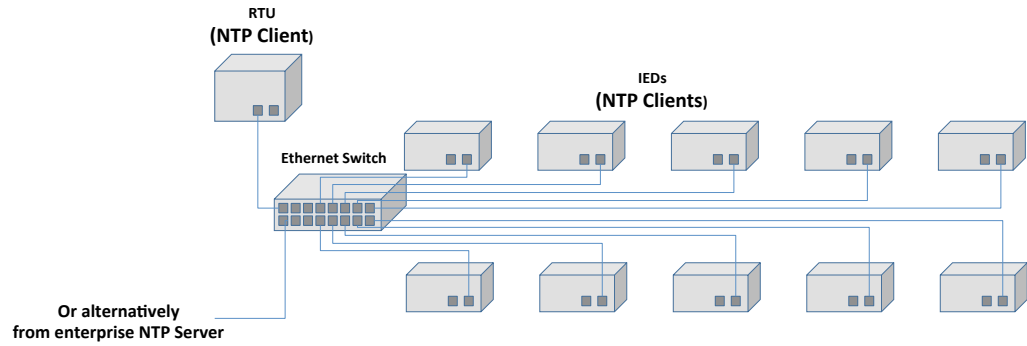 RTU
(NTP Client)
IEDs
(NTP Clients)
Ethernet Switch
Or alternatively
from enterprise NTP Server